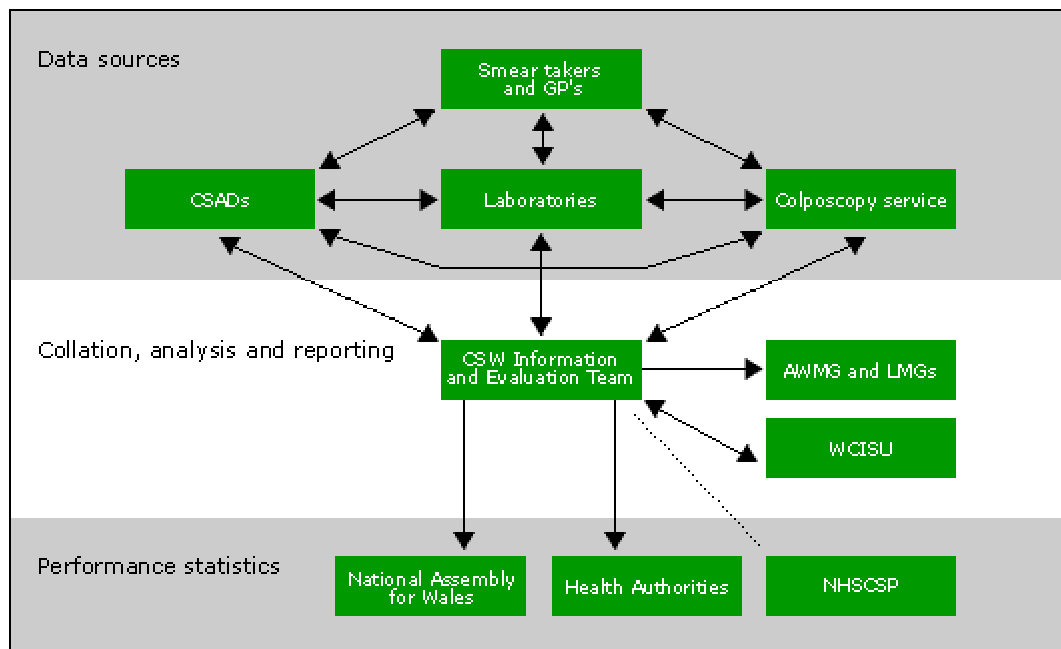 Data sources
Smear takers
and GP's
CSADs
Laboratories
Colposcopy service
Collation, analysis and reporting
CSW Information
and Evaluation Team
AWMG and LMGs
WCISU
Performance statistics
National Assembly
for Wales
Health Authorities
NHSCSP